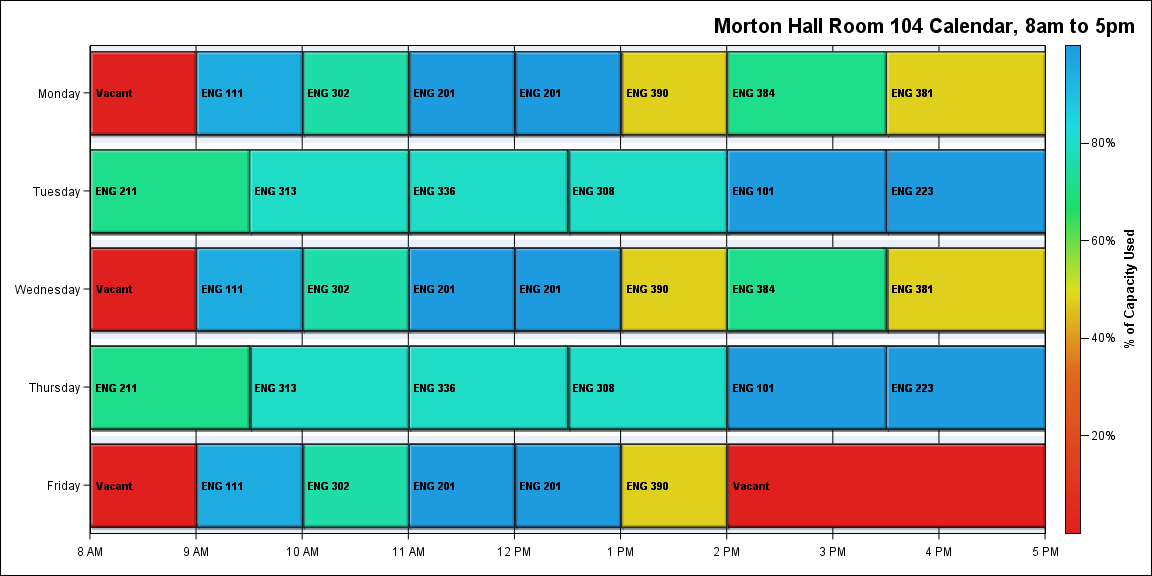 Morton Hall Room 104 Calendar, 8am to 5pm
Monday Vacant ENG 111 ENG 302 ENG 201 ENG 201 ENG 390 ENG 384 ENG 381
Tuesday ENG 211 ENG 313 ENG 336 ENG 308 ENG 101 ENG 223
Wednesday Vacant ENG 111 ENG 302 ENG 201 ENG 201 ENG 390 ENG 384 ENG 381
Thursday ENG 211 ENG 313 ENG 336 ENG 308 ENG 101 ENG 223
Friday Vacant ENG 111 ENG 302 ENG 201 ENG 201 ENG 390 Vacant
8 AM 9 AM 10 AM 11 AM 12 PM 1 PM 2 PM 3 PM 4 PM 5 PM
80%
60%
40%
20%
% of Capacity Used